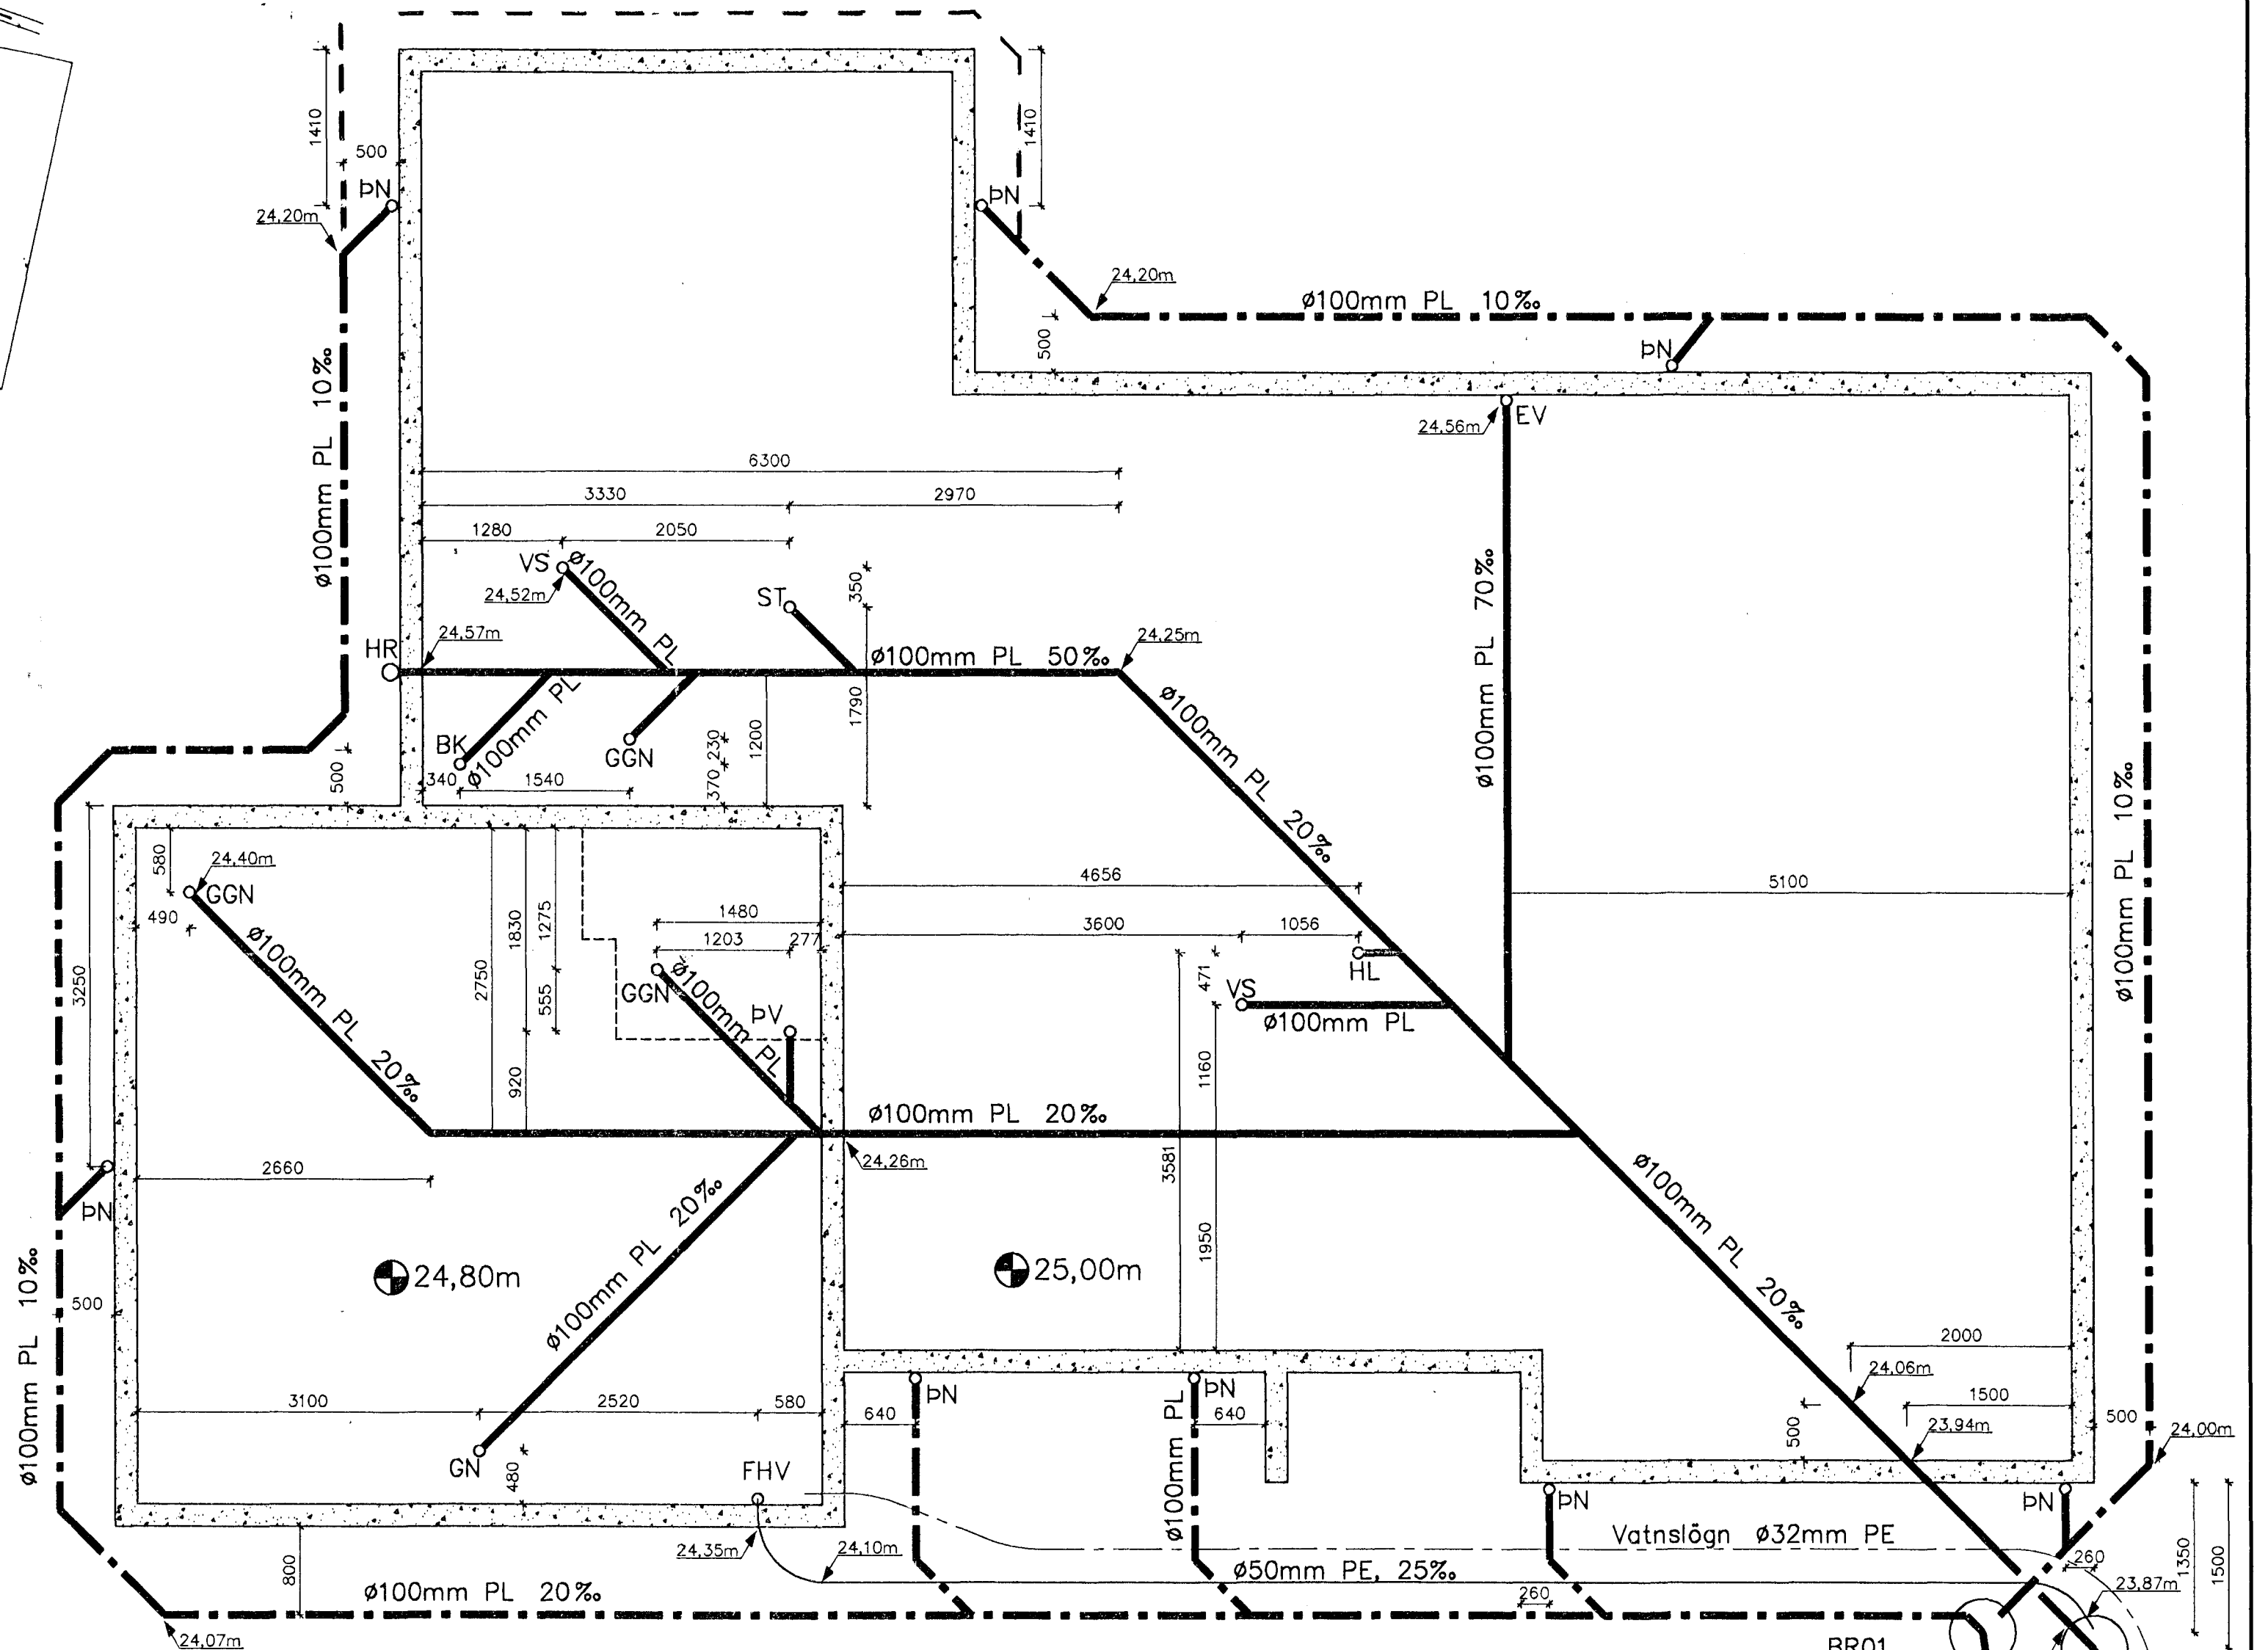 1410
500
ÞN
24,20m
1410
ÞN
24,20m
ø100mm PL 10‰
500
ÞN
ø100mm PL 10‰
24,56m
EV
6300
3330
2970
1280
2050
VS
ø100mm PL
24,52m
ST
350
HR
24,57m
ø100mm PL 50‰
24,25m
ø100mm PL 70‰
BK
ø100mm PL
GGN
340
1540
370
230
1200
1790
500
ø100mm PL 20‰
ø100mm PL 10‰
580
24,40m
GGN
490
ø100mm PL 20‰
3250
2750
1830
1275
555
920
1480
1203
277
GGN
ø100mm PL
ÞV
4656
5100
3600
1056
HL
471
VS
ø100mm PL
1160
3581
1950
ø100mm PL 20‰
24,26m
2660
ÞN
ø100mm PL 20‰
ø100mm PL 20‰
24,80m
25,00m
ø100mm PL 10‰
500
2000
24,06m
1500
500
23,94m
500
24,00m
3100
2520
580
640
ÞN
ø100mm PL
ÞN
640
GN
480
FHV
ÞN
ÞN
Vatnslögn ø32mm PE
24,35m
24,10m
ø50mm PE, 25‰
260
260
1350
1500
23,87m
800
ø100mm PL 20‰
24,07m
BR01